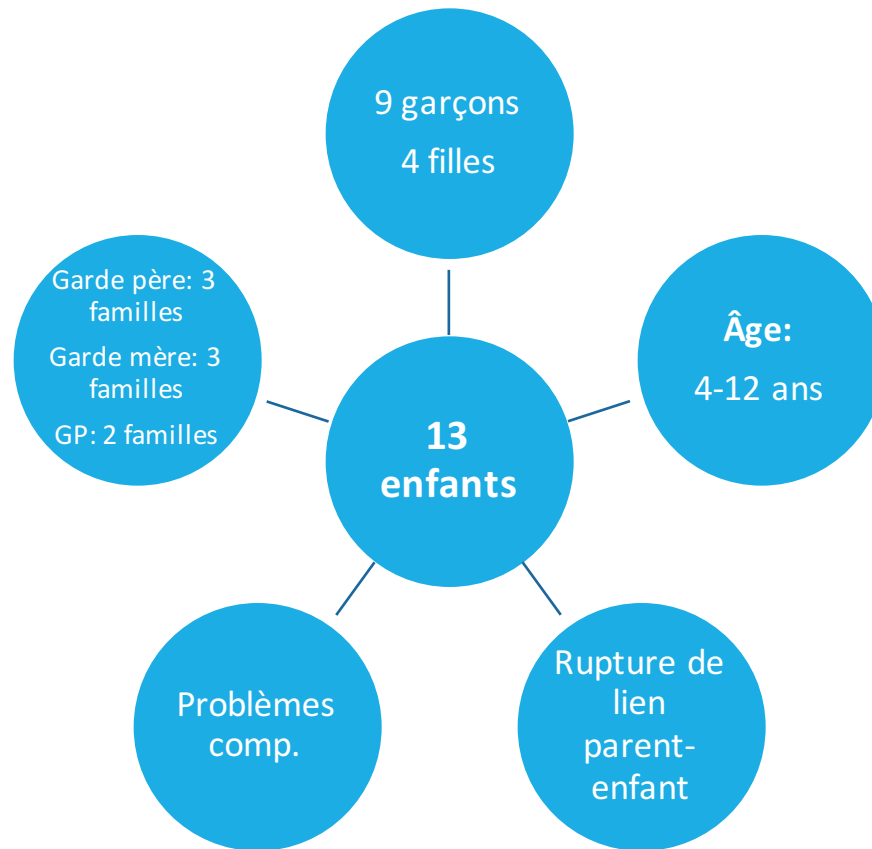 9 garçons
4 filles
Garde père: 3
familles
Garde mère: 3
familles
GP: 2 familles
Âge:
4-12 ans
13
enfants
Problèmes
comp.
Rupture de
lien
parent-
enfant